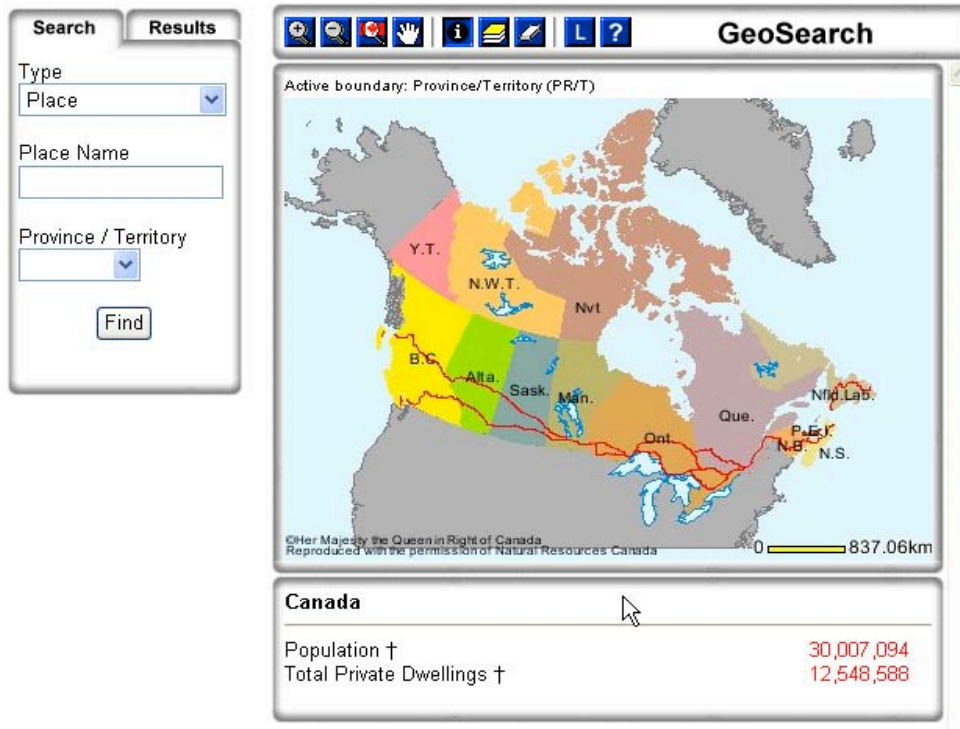 Search Results
Type
Place
Place Name
Province / Territory
Find
L ? GeoSearch
Active boundary: Province/Territory (PR/T)
Y.T.
N.W.T.
Nvt
B.C.
Alta.
Sask.
Man.
Ont.
Que.
Nfld.Lab.
P.E.I.
N.B.
N.S.
©Her Majesty the Queen in Right of Canada
Reproduced with the permission of Natural Resources Canada
0 837.06km
Canada
Population † 30,007,094
Total Private Dwellings † 12,548,588